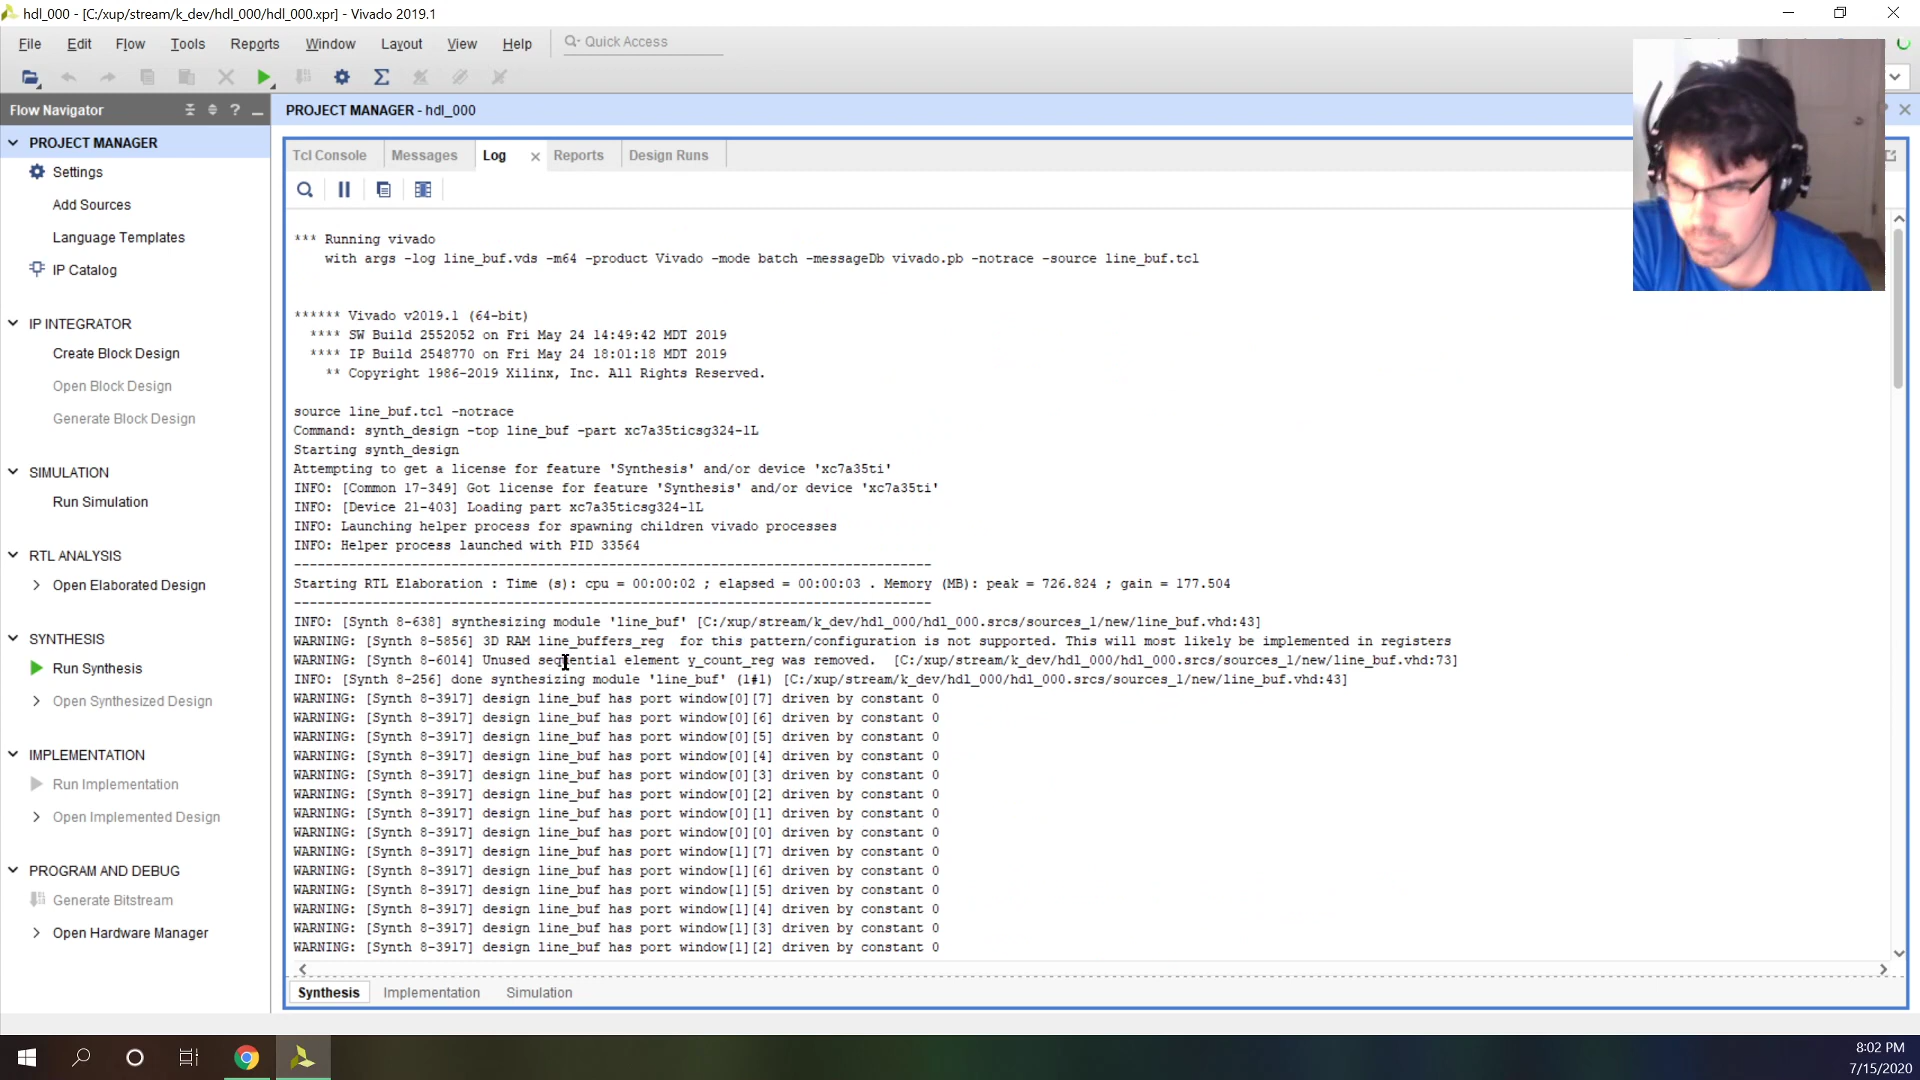 hdl_000 - [C:/xup/stream/k_dev/hdl_000/hdl_000.xpr] - Vivado 2019.1
File Edit Flow Tools Reports Window Layout View Help Quick Access
Flow Navigator
PROJECT MANAGER - hdl_000
PROJECT MANAGER
Settings
Add Sources
Language Templates
IP Catalog
IP INTEGRATOR
Create Block Design
Open Block Design
Generate Block Design
SIMULATION
Run Simulation
RTL ANALYSIS
Open Elaborated Design
SYNTHESIS
Run Synthesis
Open Synthesized Design
IMPLEMENTATION
Run Implementation
Open Implemented Design
PROGRAM AND DEBUG
Generate Bitstream
Open Hardware Manager
Tcl Console Messages Log Reports Design Runs
*** Running vivado
with args -log line_buf.vds -m64 -product Vivado -mode batch -messageDb vivado.pb -notrace -source line_buf.tcl
****** Vivado v2019.1 (64-bit)
**** SW Build 2552052 on Fri May 24 14:49:42 MDT 2019
**** IP Build 2548770 on Fri May 24 18:01:18 MDT 2019
** Copyright 1986-2019 Xilinx, Inc. All Rights Reserved.
source line_buf.tcl -notrace
Command: synth_design -top line_buf -part xc7a35ticsg324-1L
Starting synth_design
Attempting to get a license for feature 'Synthesis' and/or device 'xc7a35ti'
INFO: [Common 17-349] Got license for feature 'Synthesis' and/or device 'xc7a35ti'
INFO: [Device 21-403] Loading part xc7a35ticsg324-1L
INFO: Launching helper process for spawning children vivado processes
INFO: Helper process launched with PID 33564
---------------------------------------------------------------------------------
Starting RTL Elaboration : Time (s): cpu = 00:00:02 ; elapsed = 00:00:03 . Memory (MB): peak = 726.824 ; gain = 177.504
---------------------------------------------------------------------------------
INFO: [Synth 8-638] synthesizing module 'line_buf' [C:/xup/stream/k_dev/hdl_000/hdl_000.srcs/sources_1/new/line_buf.vhd:43]
WARNING: [Synth 8-5856] 3D RAM line_buffers_reg for this pattern/configuration is not supported. This will most likely be implemented in registers
WARNING: [Synth 8-6014] Unused sequential element y_count_reg was removed. [C:/xup/stream/k_dev/hdl_000/hdl_000.srcs/sources_1/new/line_buf.vhd:73]
INFO: [Synth 8-256] done synthesizing module 'line_buf' (1#1) [C:/xup/stream/k_dev/hdl_000/hdl_000.srcs/sources_1/new/line_buf.vhd:43]
WARNING: [Synth 8-3917] design line_buf has port window[0][7] driven by constant 0
WARNING: [Synth 8-3917] design line_buf has port window[0][6] driven by constant 0
WARNING: [Synth 8-3917] design line_buf has port window[0][5] driven by constant 0
WARNING: [Synth 8-3917] design line_buf has port window[0][4] driven by constant 0
WARNING: [Synth 8-3917] design line_buf has port window[0][3] driven by constant 0
WARNING: [Synth 8-3917] design line_buf has port window[0][2] driven by constant 0
WARNING: [Synth 8-3917] design line_buf has port window[0][1] driven by constant 0
WARNING: [Synth 8-3917] design line_buf has port window[0][0] driven by constant 0
WARNING: [Synth 8-3917] design line_buf has port window[1][7] driven by constant 0
WARNING: [Synth 8-3917] design line_buf has port window[1][6] driven by constant 0
WARNING: [Synth 8-3917] design line_buf has port window[1][5] driven by constant 0
WARNING: [Synth 8-3917] design line_buf has port window[1][4] driven by constant 0
WARNING: [Synth 8-3917] design line_buf has port window[1][3] driven by constant 0
WARNING: [Synth 8-3917] design line_buf has port window[1][2] driven by constant 0
Synthesis Implementation Simulation
8:02 PM
7/15/2020